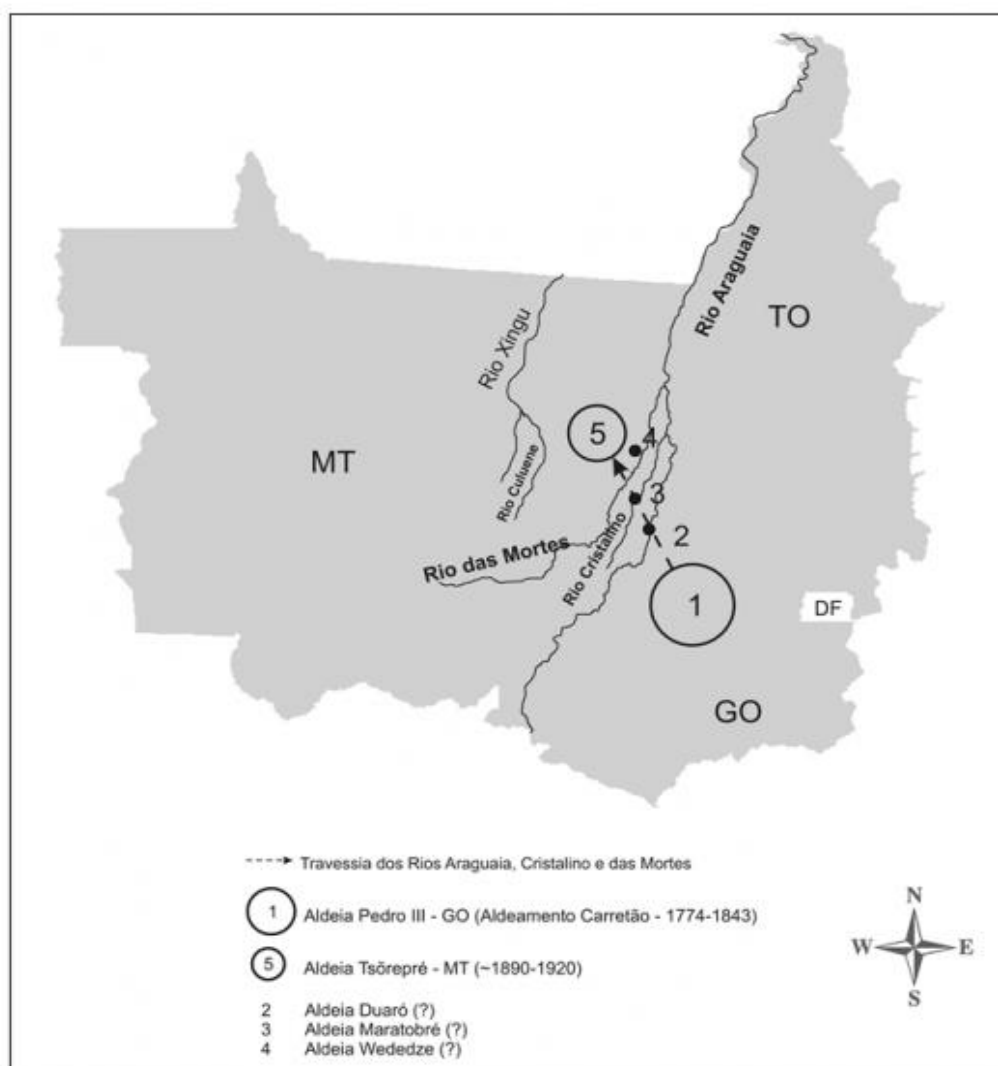 Rio Araguaia
TO
Rio Xingu
MT
5
4
Rio Culuene
3
Rio das Mortes
Rio Cristalino
2
1
DF
GO
Travessia dos Rios Araguaia, Cristalino e das Mortes
1 Aldeia Pedro III - GO (Aldeamento Carretão - 1774-1843)
5 Aldeia Tsõrepré - MT (~1890-1920)
2 Aldeia Duaró (?)
3 Aldeia Maratobré (?)
4 Aldeia Wededze (?)
N
W E
S